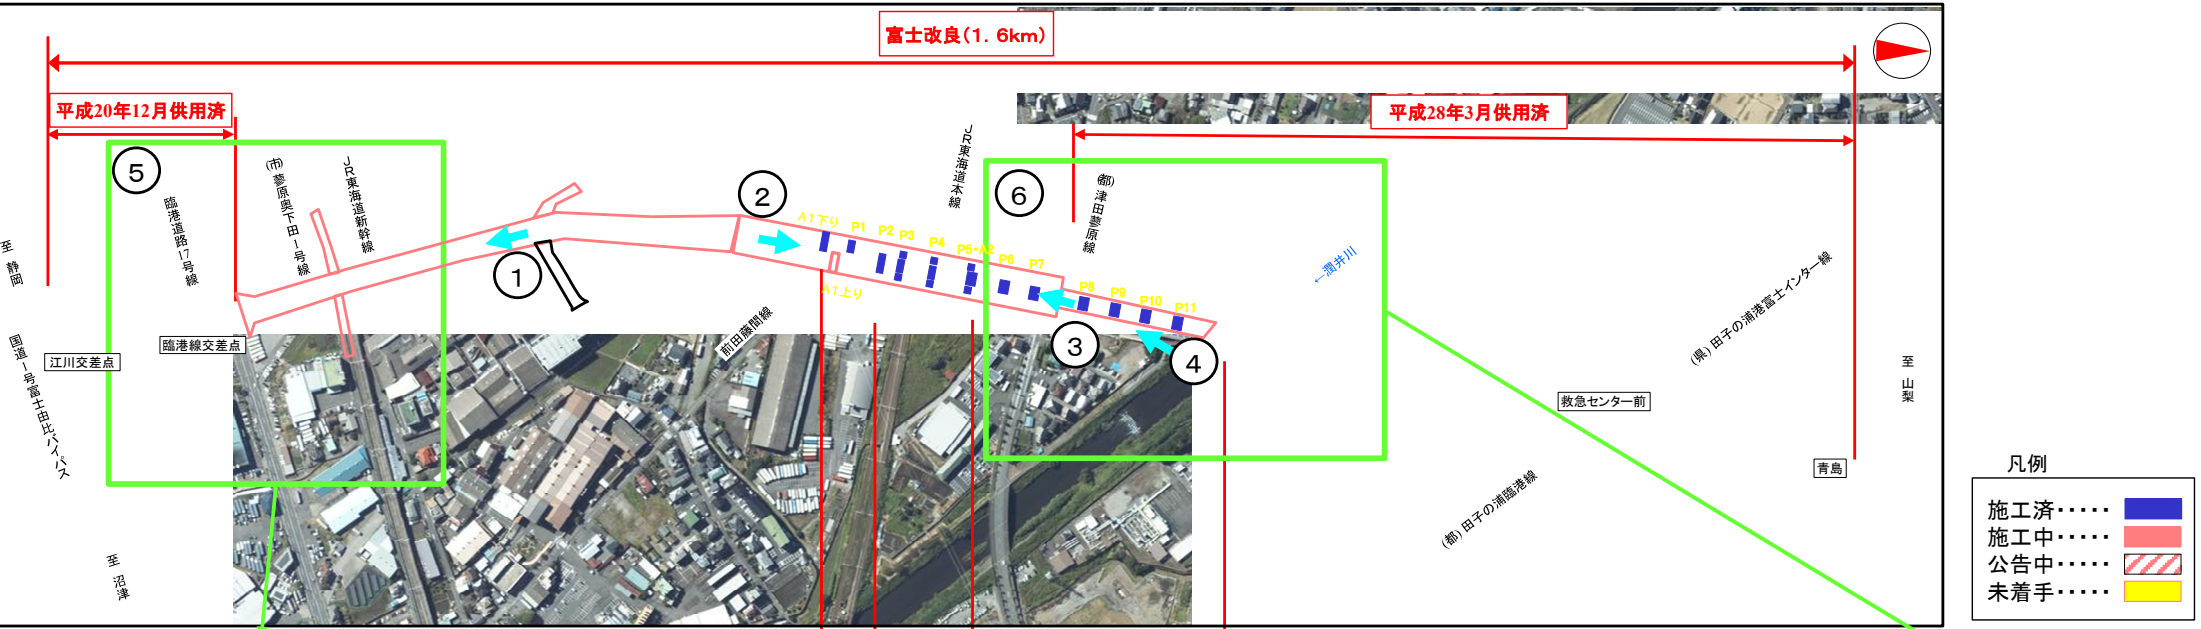 富士改良(1．6km)
平成20年12月供用済
平成28年3月供用済
⑤
②
⑥
①
③
④
臨港道路17号線
(市)蓼原奥下田1号線
JR東海道新幹線
JR東海道本線
(都)津田蓼原線
A1下り
P1
P2
P3
P4
P5・A2
P6
P7
P8
P9
P10
P11
A1上り
←潤井川
至 静岡
国道1号富士由比バイパス
江川交差点
臨港線交差点
前田藤間線
(県)田子の浦港富士インター線
至 山梨
救急センター前
青島
(都)田子の浦臨港線
至 沼津
凡例
施工済・・・・・
施工中・・・・・
公告中・・・・・
未着手・・・・・